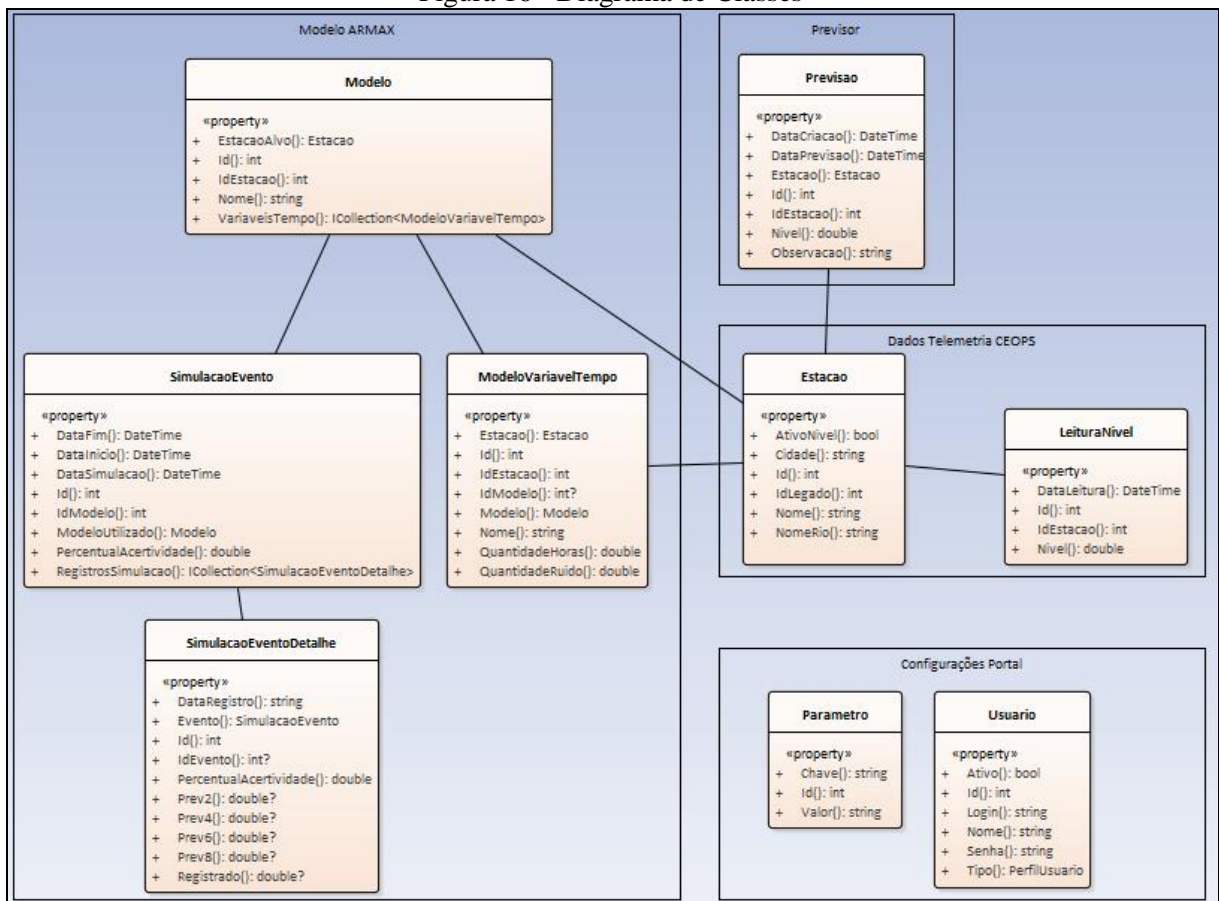 Figura 16 - Diagrama de Classes
Modelo ARMAX
Modelo
«property»
+ EstacaoAlvo(): Estacao
+ Id(): int
+ IdEstacao(): int
+ Nome(): string
+ VariaveisTempo(): ICollection<ModeloVariavelTempo>
SimulacaoEvento
«property»
+ DataFim(): DateTime
+ DataInicio(): DateTime
+ DataSimulacao(): DateTime
+ Id(): int
+ IdModelo(): int
+ ModeloUtilizado(): Modelo
+ PercentualAcertividade(): double
+ RegistrosSimulacao(): ICollection<SimulacaoEventoDetalhe>
ModeloVariavelTempo
«property»
+ Estacao(): Estacao
+ Id(): int
+ IdEstacao(): int
+ IdModelo(): int?
+ Modelo(): Modelo
+ Nome(): string
+ QuantidadeHoras(): double
+ QuantidadeRuido(): double
SimulacaoEventoDetalhe
«property»
+ DataRegistro(): string
+ Evento(): SimulacaoEvento
+ Id(): int
+ IdEvento(): int?
+ PercentualAcertividade(): double
+ Prev2(): double?
+ Prev4(): double?
+ Prev6(): double?
+ Prev8(): double?
+ Registrado(): double?
Previsor
Previsao
«property»
+ DataCriacao(): DateTime
+ DataPrevisao(): DateTime
+ Estacao(): Estacao
+ Id(): int
+ IdEstacao(): int
+ Nivel(): double
+ Observacao(): string
Dados Telemetria CEOPS
Estacao
«property»
+ AtivoNivel(): bool
+ Cidade(): string
+ Id(): int
+ IdLegado(): int
+ Nome(): string
+ NomeRio(): string
LeituraNivel
«property»
+ DataLeitura(): DateTime
+ Id(): int
+ IdEstacao(): int
+ Nivel(): double
Configurações Portal
Parametro
«property»
+ Chave(): string
+ Id(): int
+ Valor(): string
Usuario
«property»
+ Ativo(): bool
+ Id(): int
+ Login(): string
+ Nome(): string
+ Senha(): string
+ Tipo(): PerfilUsuario